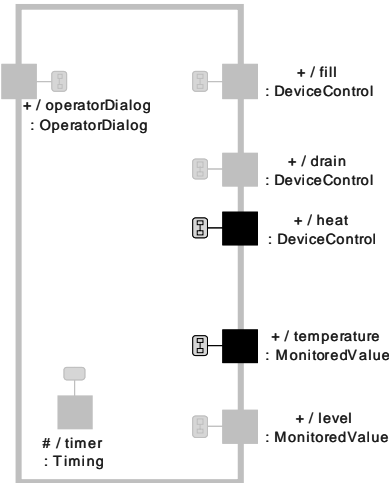 + / fill
: DeviceControl
+ / operatorDialog
: OperatorDialog
+ / drain
: DeviceControl
+ / heat
: DeviceControl
+ / temperature
: MonitoredValue
+ / level
: MonitoredValue
# / timer
: Timing